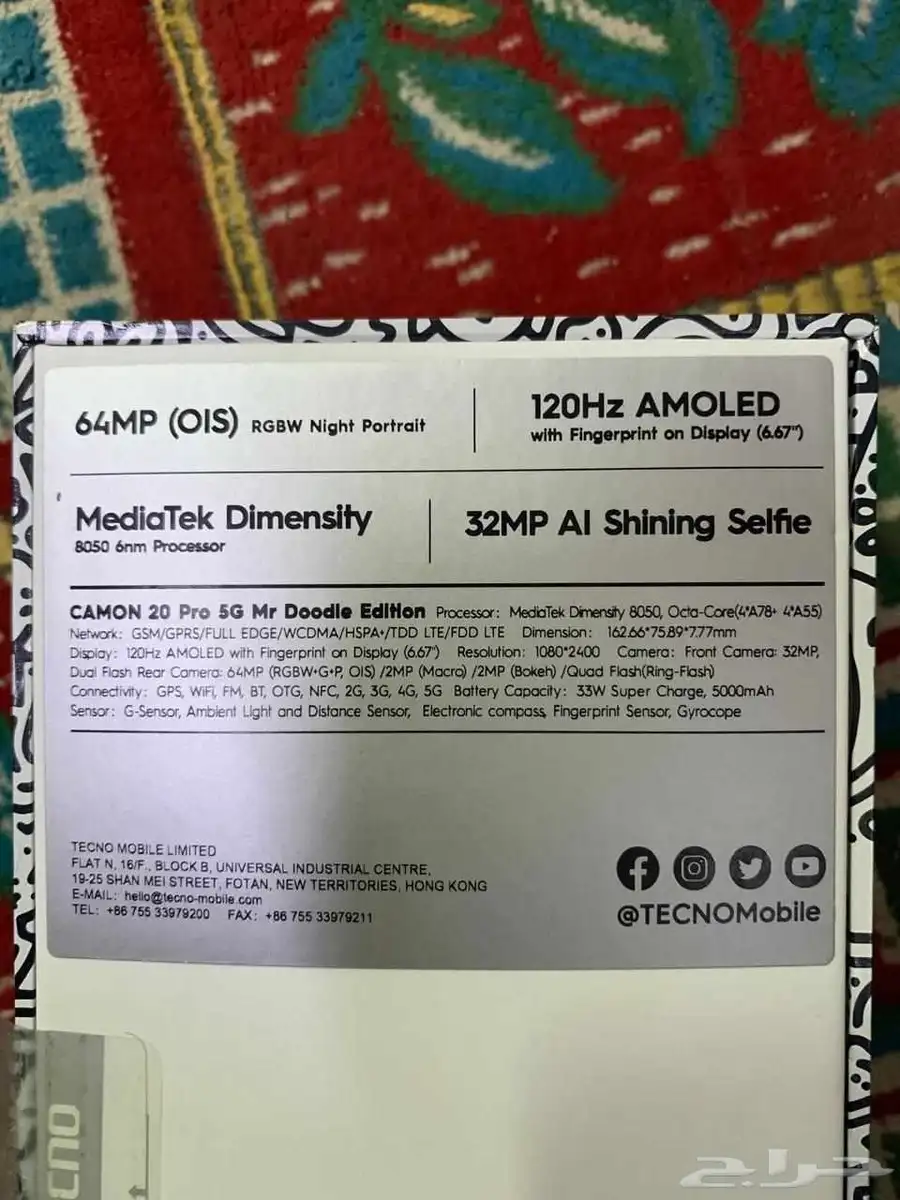 64MP (OIS) RGBW Night Portrait
120Hz AMOLED
with Fingerprint on Display (6.67")
MediaTek Dimensity
8050 6nm Processor
32MP AI Shining Selfie
CAMON 20 Pro 5G Mr Doodle Edition Processor: MediaTek Dimensity 8050, Octa-Core(4*A78+ 4*A55)
Network: GSM/GPRS/FULL EDGE/WCDMA/HSPA+/TDD LTE/FDD LTE Dimension: 162.66*75.89*7.77mm
Display: 120Hz AMOLED with Fingerprint on Display (6.67") Resolution: 1080*2400 Camera: Front Camera: 32MP,
Dual Flash Rear Camera: 64MP (RGBW+G+P, OIS) /2MP (Macro) /2MP (Bokeh) /Quad Flash(Ring-Flash)
Connectivity: GPS, WiFi, FM, BT, OTG, NFC, 2G, 3G, 4G, 5G Battery Capacity: 33W Super Charge, 5000mAh
Sensor: G-Sensor, Ambient Light and Distance Sensor, Electronic compass, Fingerprint Sensor, Gyrocope
TECNO MOBILE LIMITED
FLAT N, 16/F., BLOCK B, UNIVERSAL INDUSTRIAL CENTRE,
19-25 SHAN MEI STREET, FOTAN, NEW TERRITORIES, HONG KONG
E-MAIL: hello@tecno-mobile.com
TEL: +86 755 33979200 FAX: +86 755 33979211
@TECNOMobile
حراج